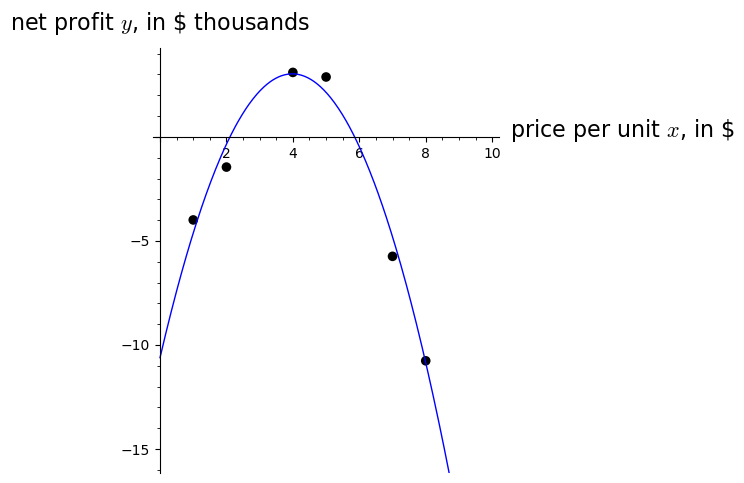 net profit y, in $ thousands
price per unit x, in $
2 4 6 8 10
−5
−10
−15